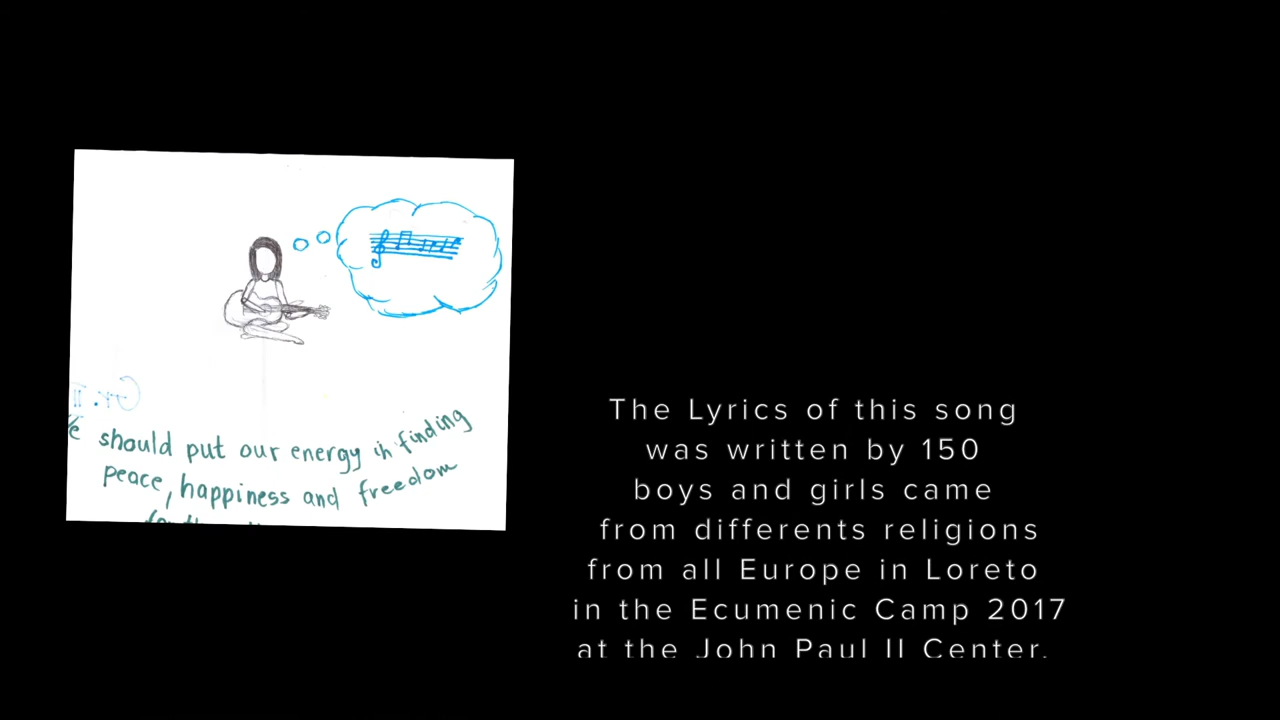 should put our energy in finding
peace, happiness and freedom
The Lyrics of this song
was written by 150
boys and girls came
from differents religions
from all Europe in Loreto
in the Ecumenic Camp 2017
at the John Paul II Center.